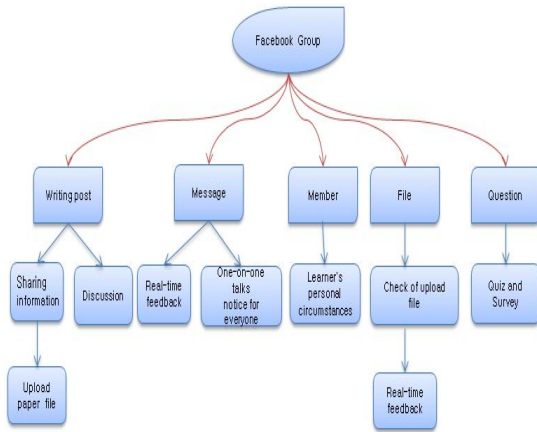 Facebook Group
Writing post
Message
Member
File
Question
Sharing
information
Discussion
Real-time
feedback
One-on-one
talks
notice for
everyone
Learner's
personal
circumstances
Check of upload
file
Quiz and
Survey
Upload
paper file
Real-time
feedback